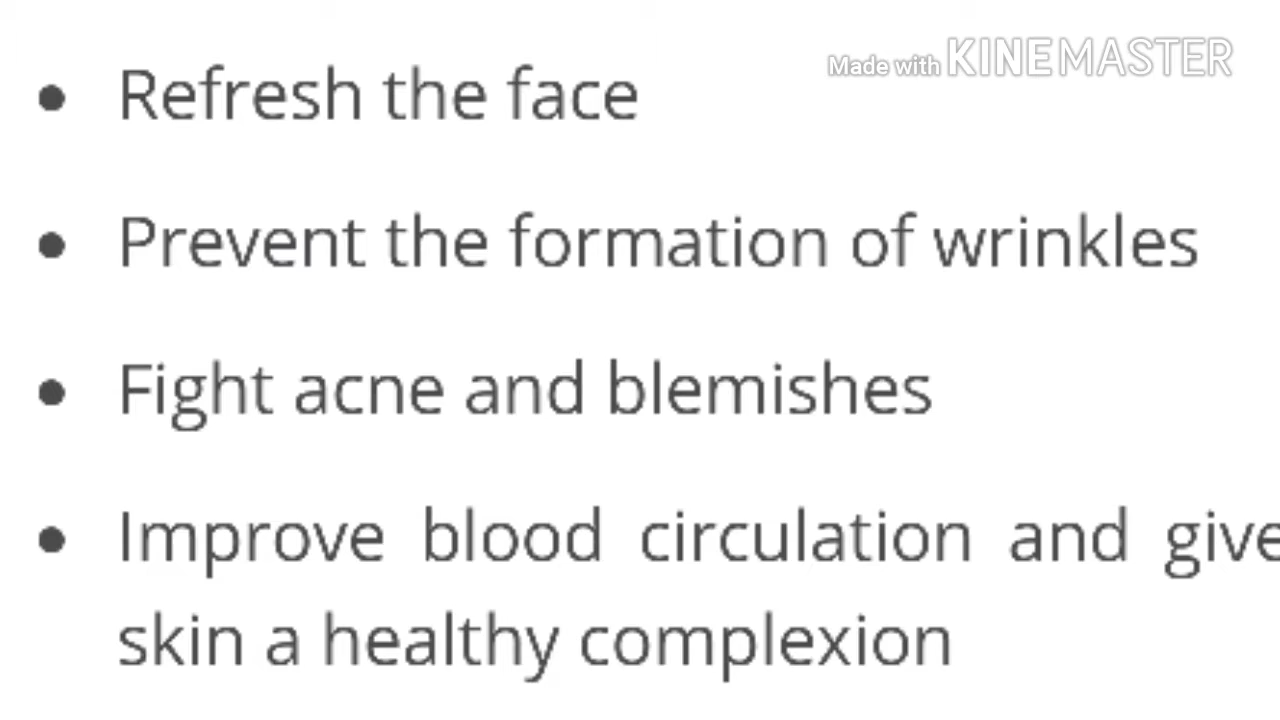 Made with KINEMASTER
• Refresh the face
• Prevent the formation of wrinkles
• Fight acne and blemishes
• Improve blood circulation and give
skin a healthy complexion